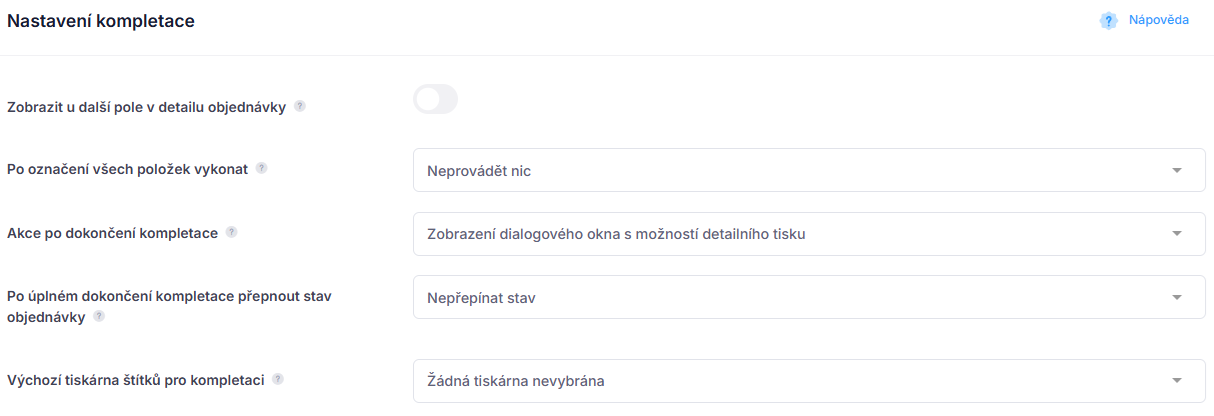 Nastavení kompletace
? Nápověda
Zobrazit u další pole v detailu objednávky ?
Po označení všech položek vykonat ?
Neprovádět nic
Akce po dokončení kompletace ?
Zobrazení dialogového okna s možností detailního tisku
Po úplném dokončení kompletace přepnout stav
objednávky ?
Nepřepínat stav
Výchozí tiskárna štítků pro kompletaci ?
Žádná tiskárna nevybrána